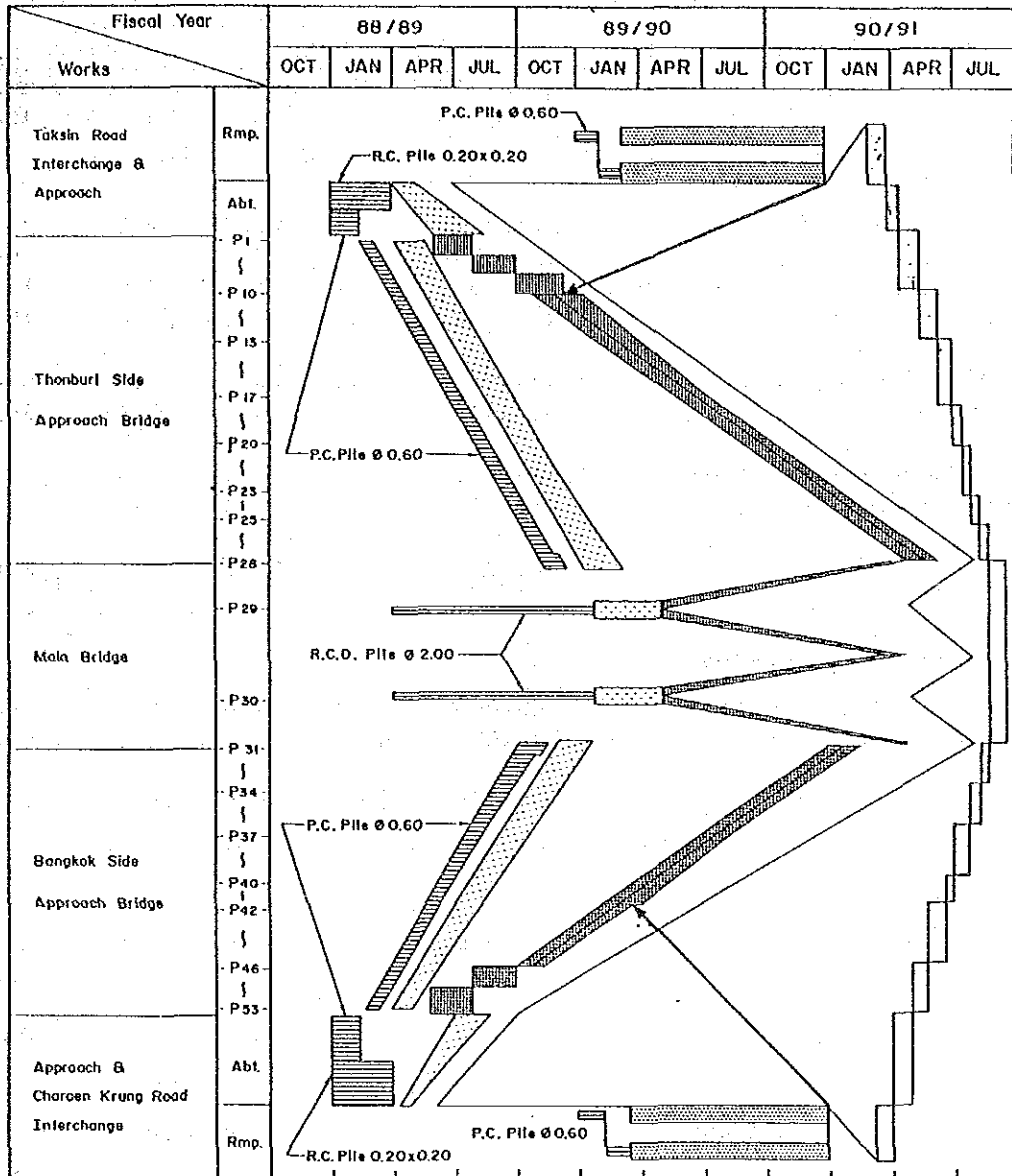 Fiscal Year
Works
88/89
89/90
90/91
OCT JAN APR JUL OCT JAN APR JUL OCT JAN APR JUL
Taksin Road
Interchange &
Approach
Rmp.
Abt.
P.C. Pile Ø 0.60
R.C. Pile 0.20x0.20
Thonburi Side
Approach Bridge
P1
P10
P15
P17
P20
P23
P25
P28
P.C. Pile Ø 0.60
Main Bridge
P29
P30
R.C.D. Pile Ø 2.00
Bangkok Side
Approach Bridge
P31
P34
P37
P40
P42
P46
P53
P.C. Pile Ø 0.60
Approach &
Charoen Krung Road
Interchange
Abt.
Rmp.
P.C. Pile Ø 0.60
R.C. Pile 0.20x0.20